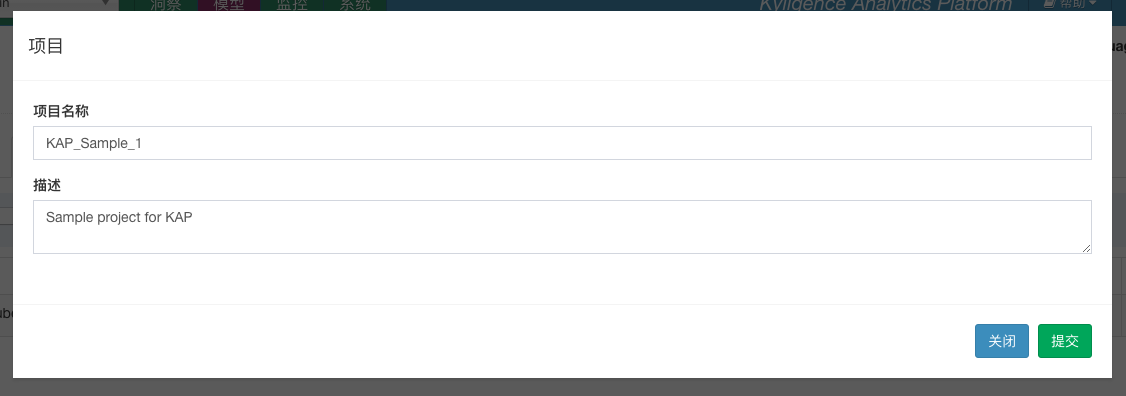 洞察 模型 监控 系统 Kyligence Analytics Platform 帮助
项目
项目名称
KAP_Sample_1
描述
Sample project for KAP
关闭 提交